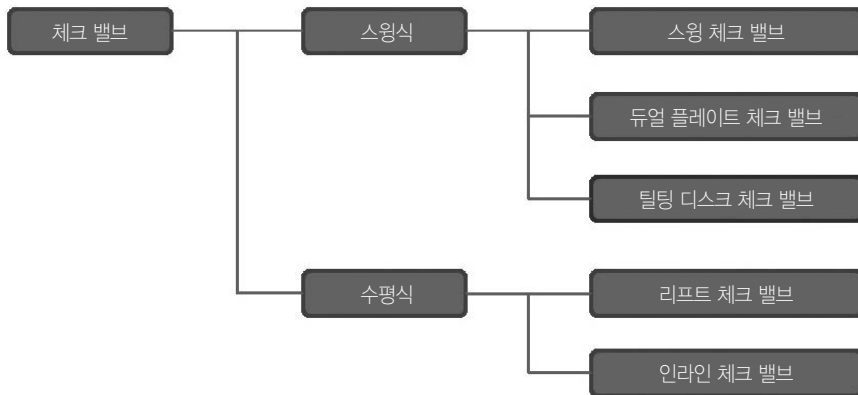 체크 밸브
스윙식
스윙 체크 밸브
듀얼 플레이트 체크 밸브
틸팅 디스크 체크 밸브
수평식
리프트 체크 밸브
인라인 체크 밸브